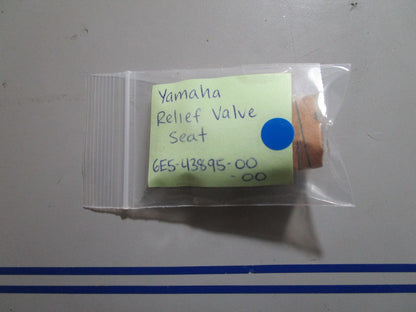 Yamaha
Relief Valve
Seat
6E5-43895-00
-00